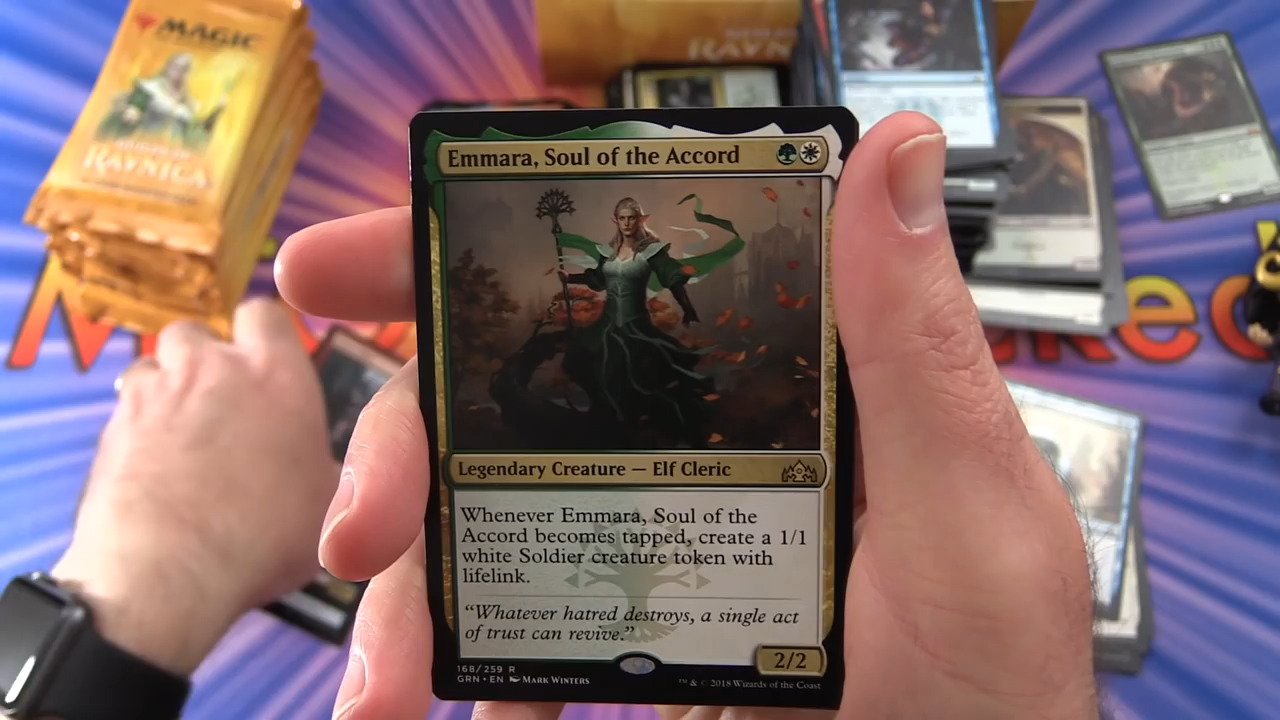 MAGIC
RAVNICA
RAVN
Emmara, Soul of the Accord
Legendary Creature — Elf Cleric
Whenever Emmara, Soul of the
Accord becomes tapped, create a 1/1
white Soldier creature token with
lifelink.
“Whatever hatred destroys, a single act
of trust can revive.”
2/2
168/259 R
GRN • EN Mark Winters
™ & © 2018 Wizards of the Coast